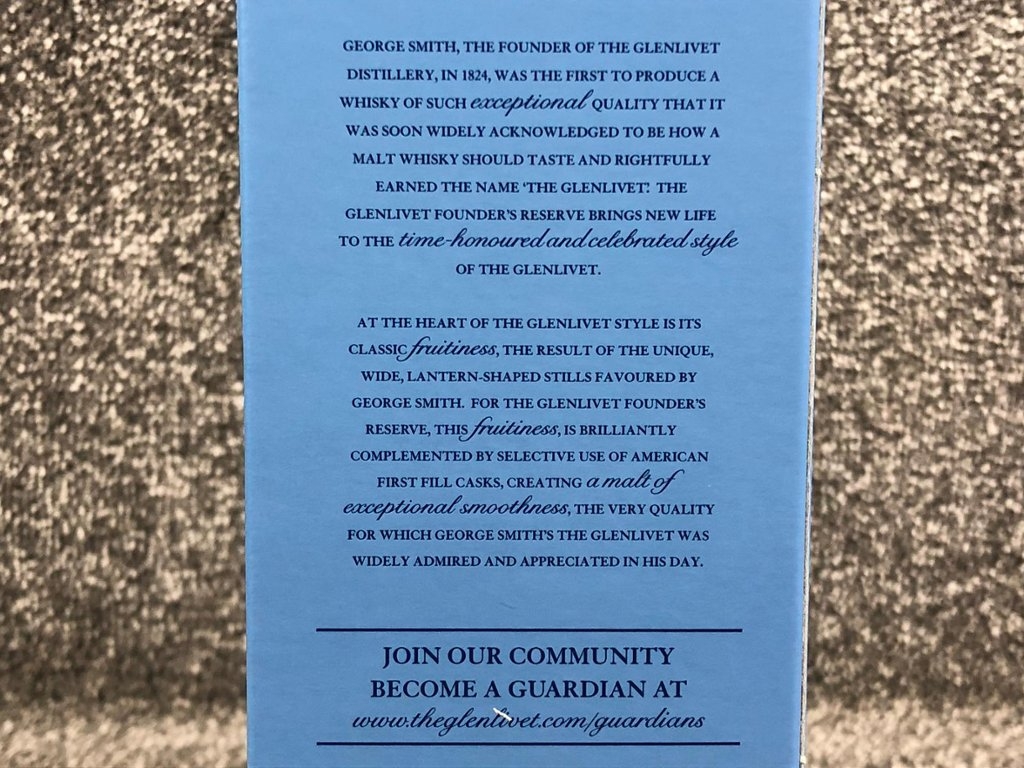 GEORGE SMITH, THE FOUNDER OF THE GLENLIVET
DISTILLERY, IN 1824, WAS THE FIRST TO PRODUCE A
WHISKY OF SUCH exceptional QUALITY THAT IT
WAS SOON WIDELY ACKNOWLEDGED TO BE HOW A
MALT WHISKY SHOULD TASTE AND RIGHTFULLY
EARNED THE NAME 'THE GLENLIVET'. THE
GLENLIVET FOUNDER'S RESERVE BRINGS NEW LIFE
TO THE time-honoured and celebrated style
OF THE GLENLIVET.
AT THE HEART OF THE GLENLIVET STYLE IS ITS
CLASSIC fruitiness, THE RESULT OF THE UNIQUE,
WIDE, LANTERN-SHAPED STILLS FAVOURED BY
GEORGE SMITH. FOR THE GLENLIVET FOUNDER'S
RESERVE, THIS fruitiness, IS BRILLIANTLY
COMPLEMENTED BY SELECTIVE USE OF AMERICAN
FIRST FILL CASKS, CREATING a malt of
exceptional smoothness, THE VERY QUALITY
FOR WHICH GEORGE SMITH'S THE GLENLIVET WAS
WIDELY ADMIRED AND APPRECIATED IN HIS DAY.
JOIN OUR COMMUNITY
BECOME A GUARDIAN AT
www.theglenlivet.com/guardians